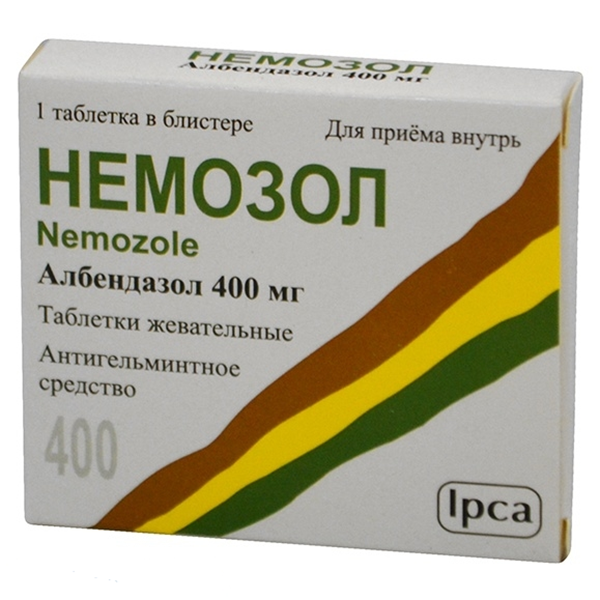 НЕМОЗОЛ
Албендазол 400 мг
1 таблетка в блистере
Для приёма внутрь
НЕМОЗОЛ
Nemozole
Албендазол 400 мг
Таблетки жевательные
Антигельминтное
средство
400
Ipca